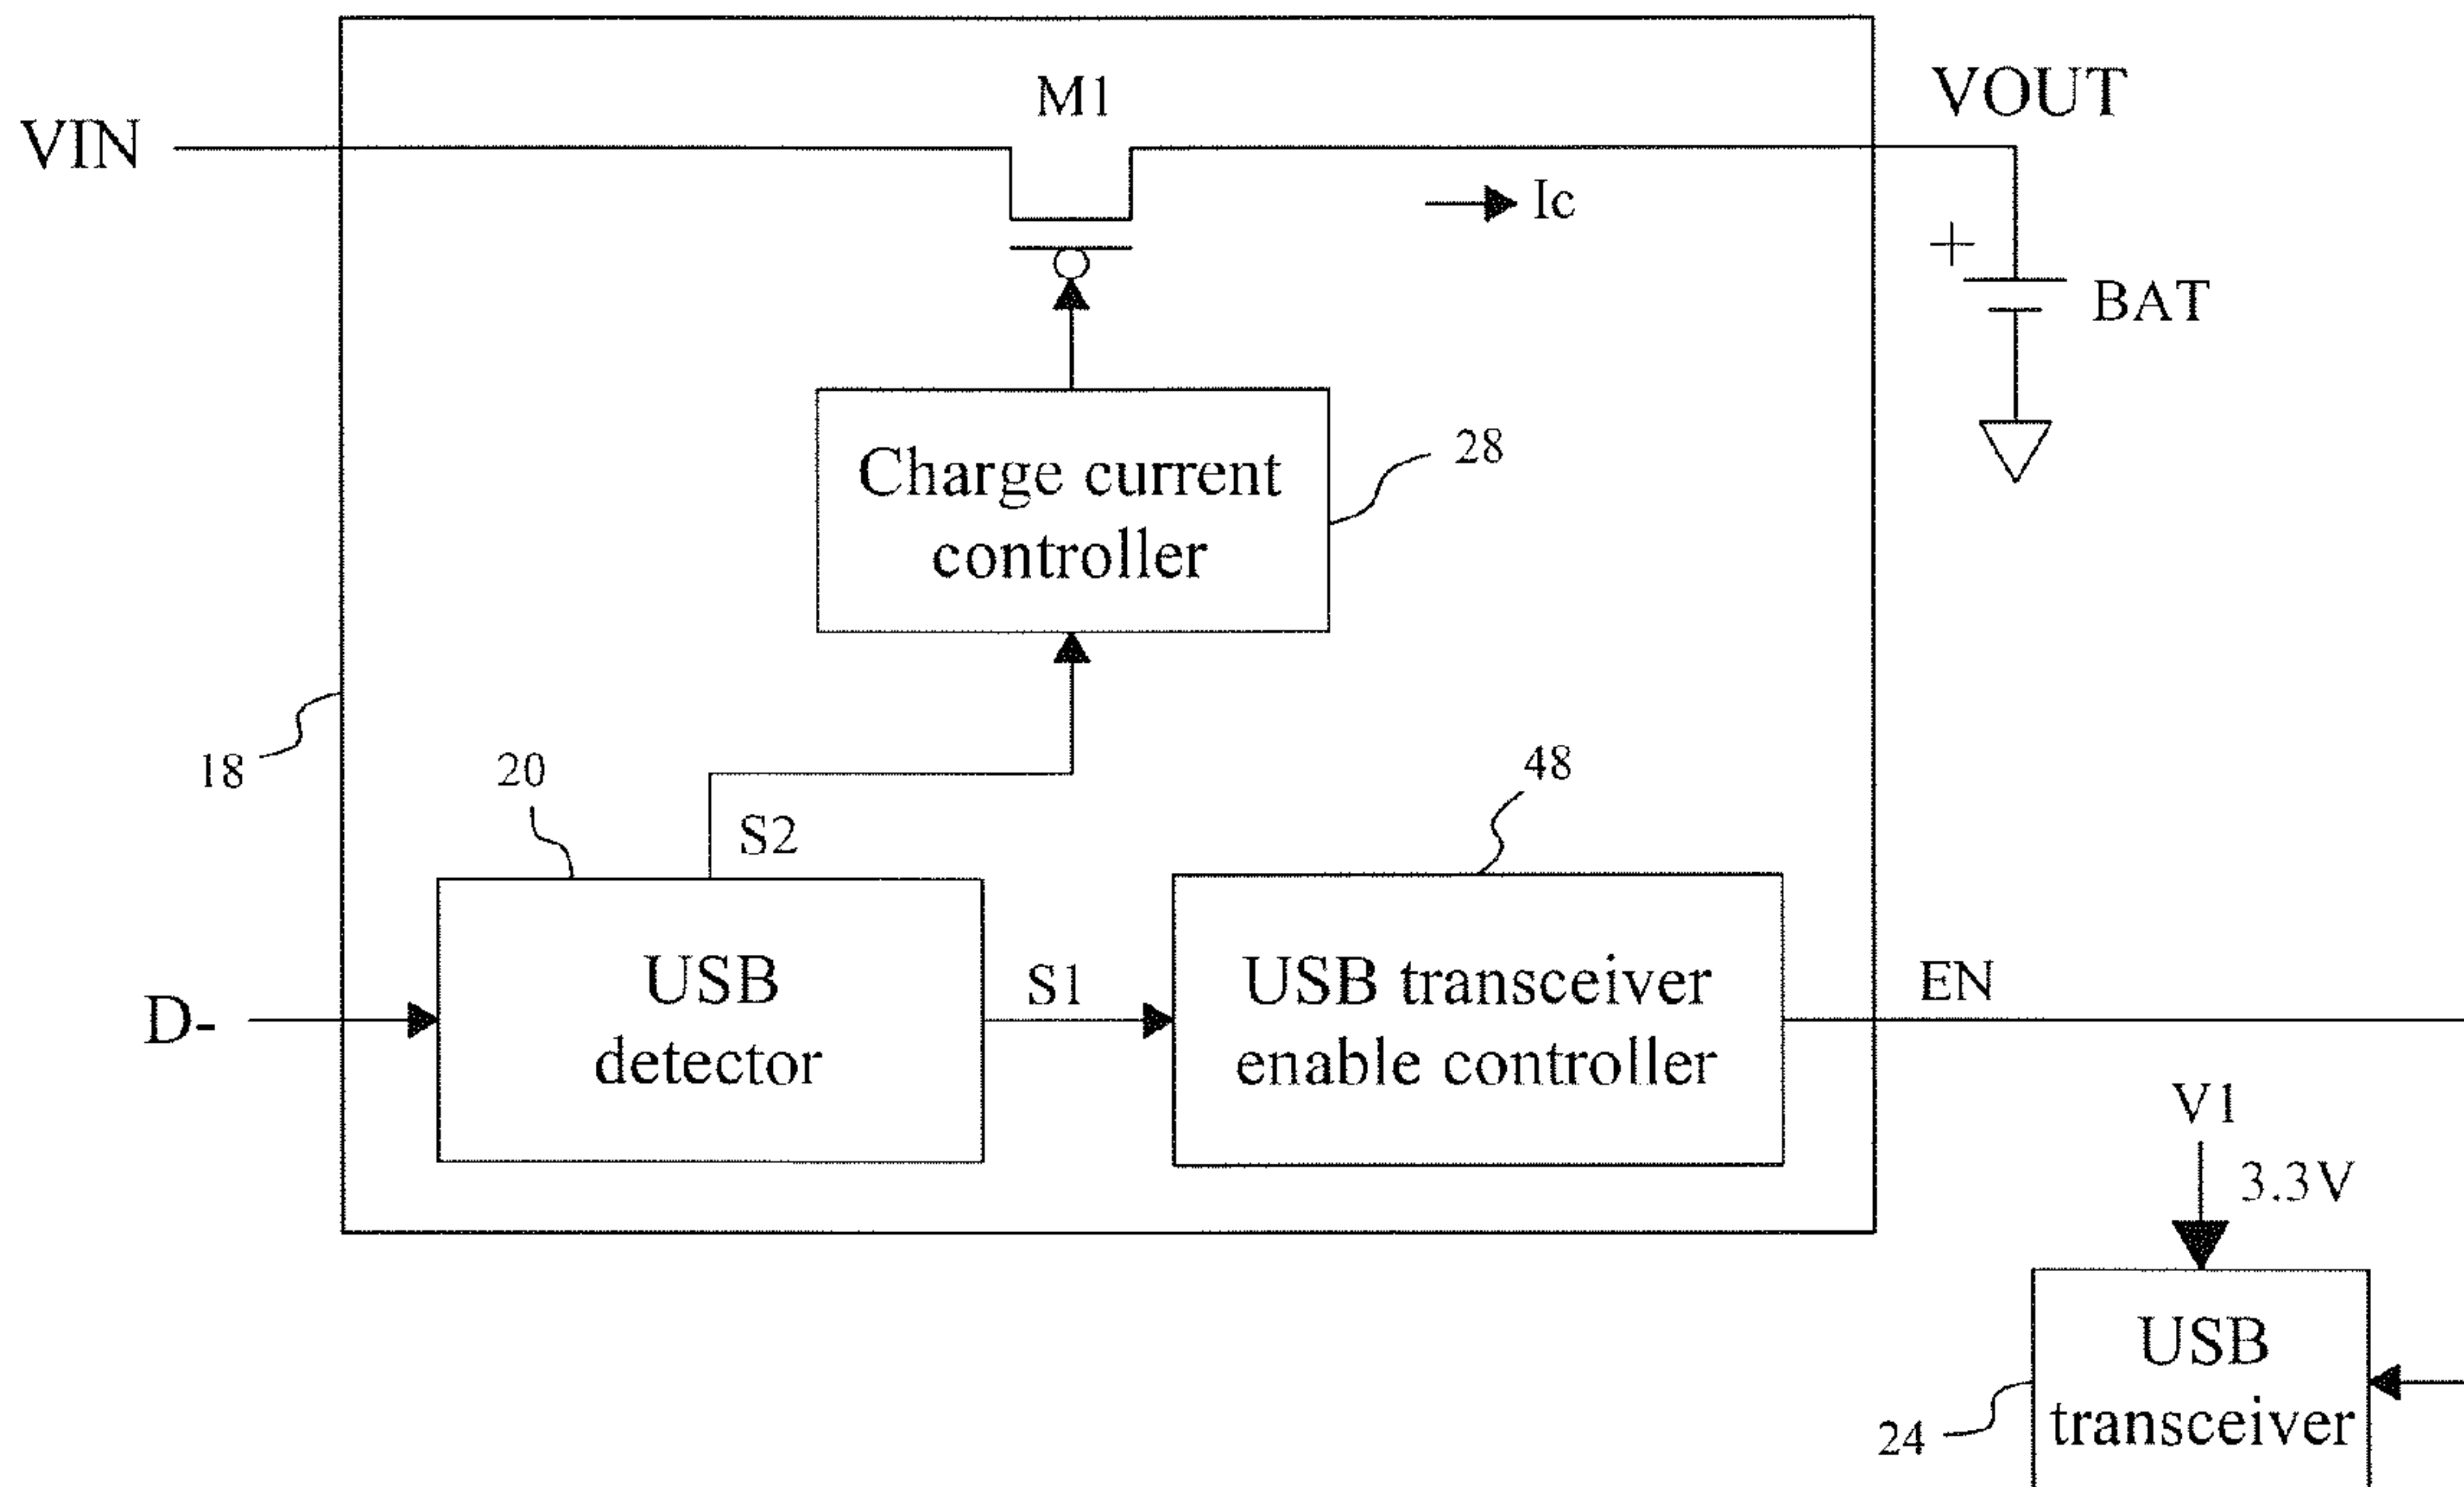 M1
VOUT
VIN
Ic
+
BAT
Charge current
controller
28
18
20
48
S2
USB
detector
S1
USB transceiver
enable controller
EN
D-
V1
3.3V
USB
transceiver
24